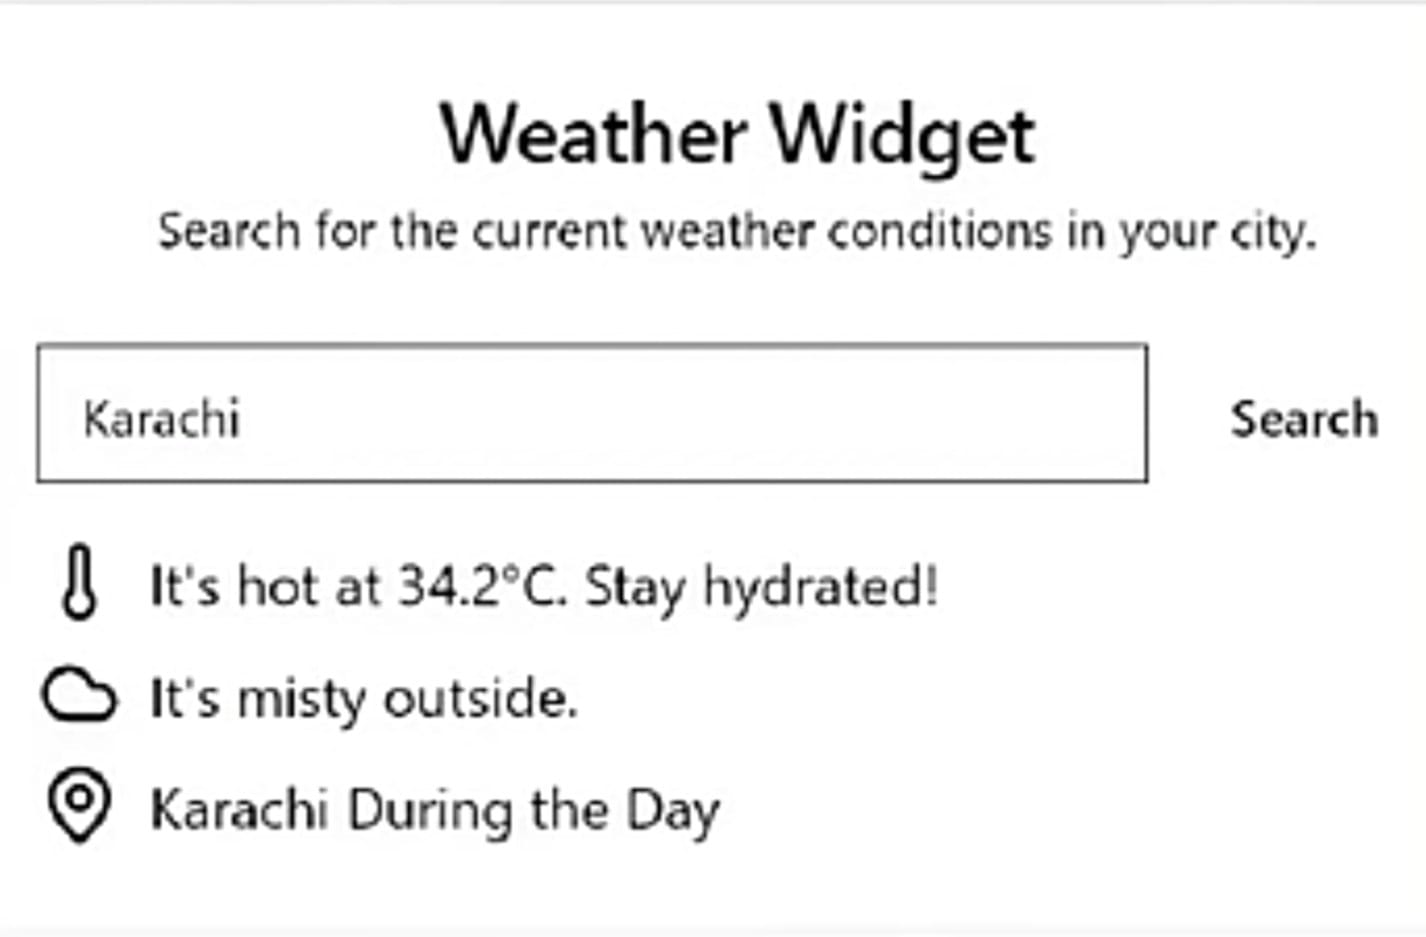 Weather Widget
Search for the current weather conditions in your city.
Karachi
Search
It's hot at 34.2°C. Stay hydrated!
It's misty outside.
Karachi During the Day